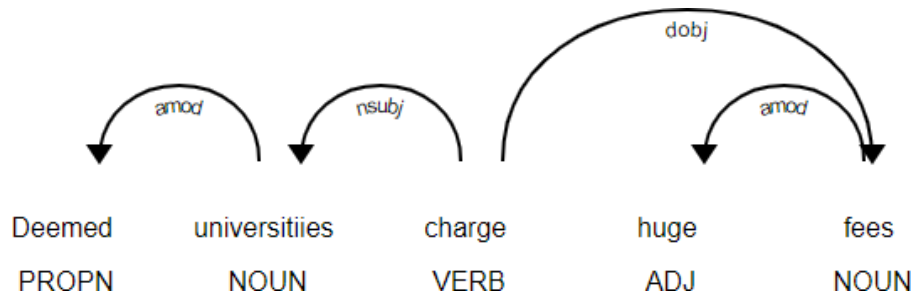 dobj
amod nsubj amod
Deemed universitiies charge huge fees
PROPN NOUN VERB ADJ NOUN